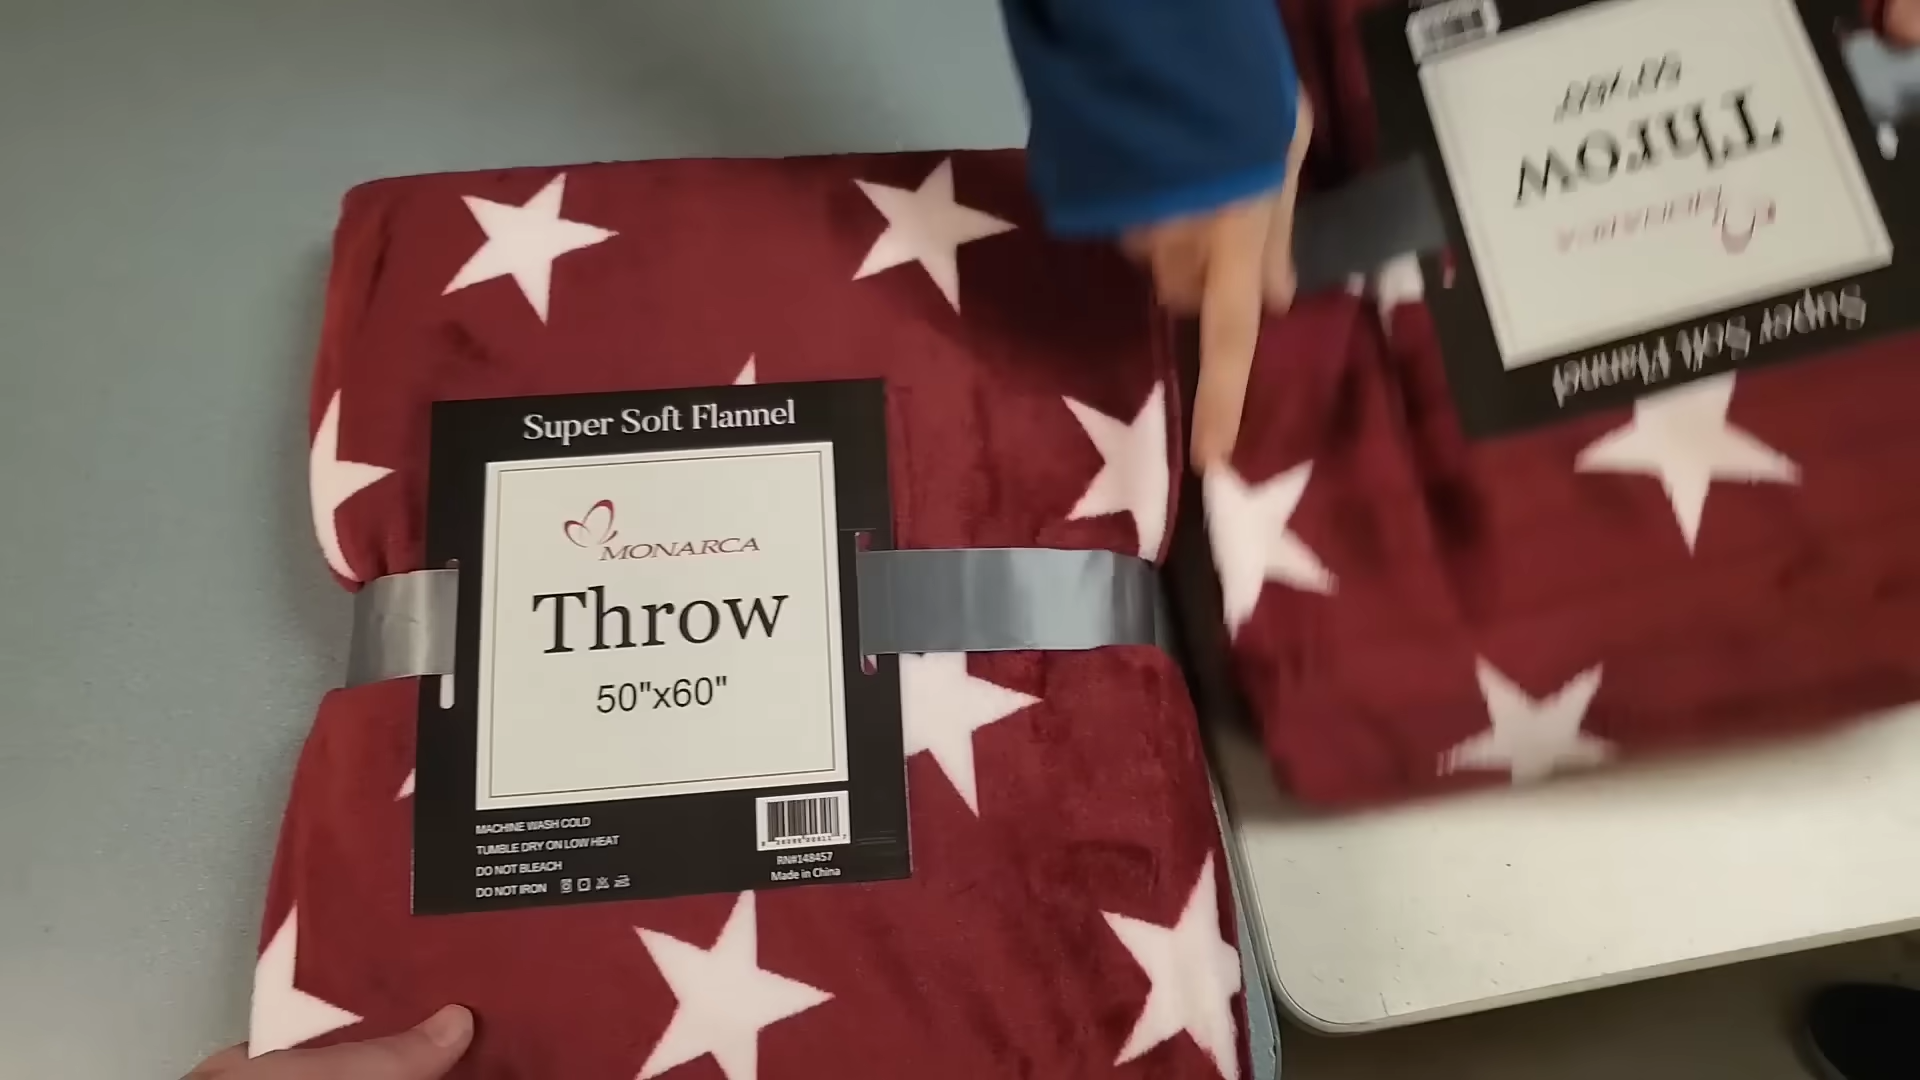 Super Soft Flannel
MONARCA
Throw
50"x60"
MACHINE WASH COLD
TUMBLE DRY ON LOW HEAT
DO NOT BLEACH
DO NOT IRON
RN#148457
Made in China
Super Soft Flannel
MONARCA
Throw